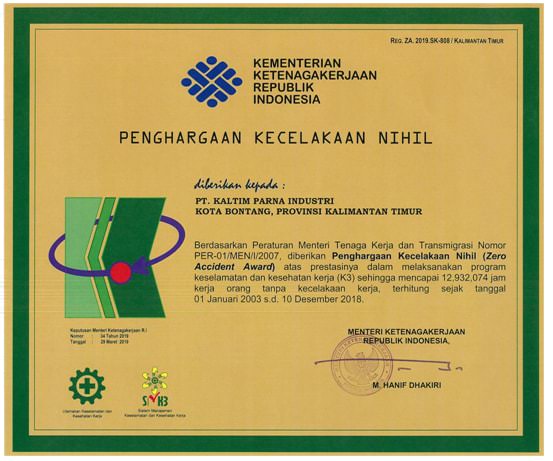 REG. ZA. 2019.SK-808 / KALIMANTAN TIMUR
KEMENTERIAN
KETENAGAKERJAAN
REPUBLIK
INDONESIA
PENGHARGAAN KECELAKAAN NIHIL
diberikan kepada :
PT. KALTIM PARNA INDUSTRI
KOTA BONTANG, PROVINSI KALIMANTAN TIMUR
Berdasarkan Peraturan Menteri Tenaga Kerja dan Transmigrasi Nomor
PER-01/MEN/I/2007, diberikan Penghargaan Kecelakaan Nihil (Zero
Accident Award) atas prestasinya dalam melaksanakan program
keselamatan dan kesehatan kerja (K3) sehingga mencapai 12.932,074 jam
kerja orang tanpa kecelakaan kerja, terhitung sejak tanggal
01 Januari 2003 s.d. 10 Desember 2018.
Keputusan Menteri Ketenagakerjaan R.I
Nomor : 34 Tahun 2019
Tanggal : 29 Maret 2019
MENTERI KETENAGAKERJAAN
REPUBLIK INDONESIA,
M. HANIF DHAKIRI
Utamakan Keselamatan dan
Kesehatan Kerja
SMK3
Sistem Manajemen
Keselamatan dan Kesehatan Kerja